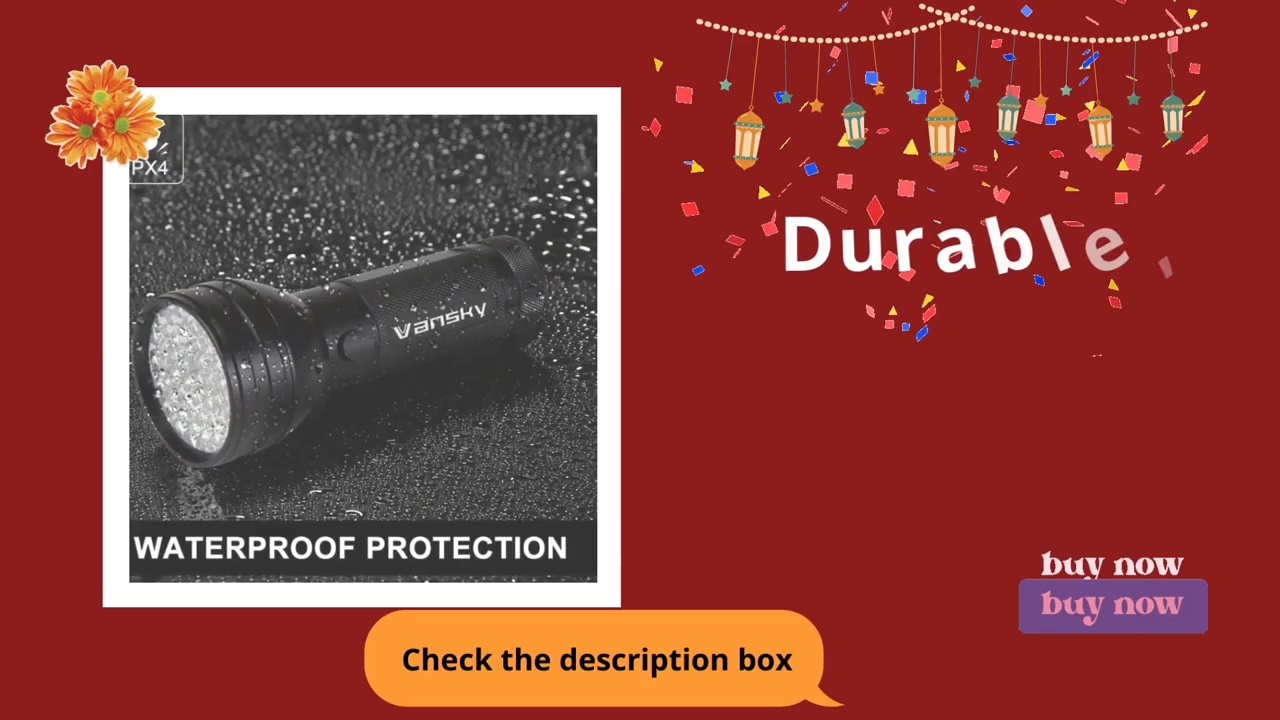 PX4
Vansky
WATERPROOF PROTECTION
Durable,
buy now
buy now
Check the description box